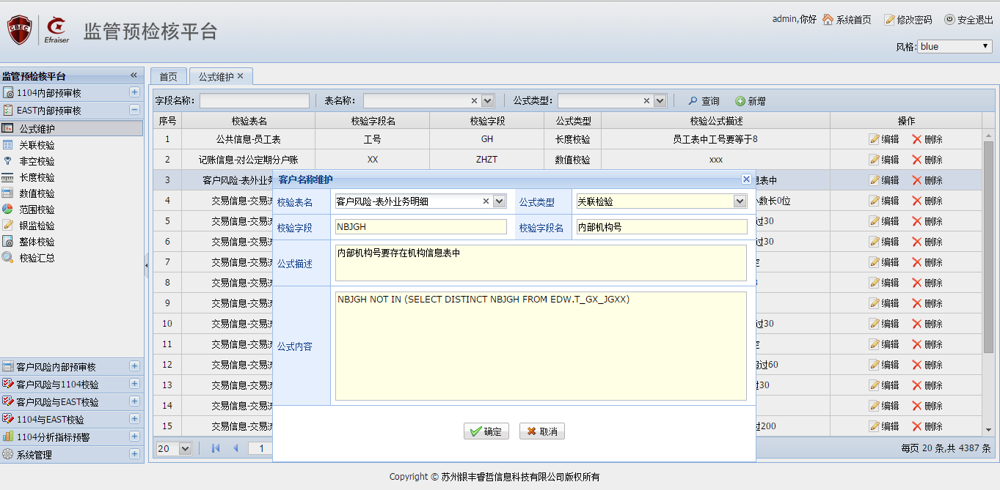 CBEC
Efraiser
监管预检核平台
admin,你好 系统首页 修改密码 安全退出
风格: blue
监管预检核平台
1104内部预审核
EAST内部预审核
公式维护
关联校验
非空校验
长度校验
数值校验
范围校验
银监检验
整体校验
校验汇总
客户风险内部预审核
客户风险与1104校验
客户风险与EAST校验
1104与EAST校验
1104分析指标预警
系统管理
首页 公式维护
字段名称: 表名称: 公式类型: 查询 新增
序号 校验表名 校验字段名 校验字段 公式类型 校验公式描述 操作
1 公共信息-员工表 工号 GH 长度校验 员工表中工号要等于8 编辑 删除
2 记账信息-对公定期分户账 XX ZHZT 数值校验 xxx 编辑 删除
3 客户风险-表外业务 息表中 编辑 删除
4 交易信息-交易流 小数长0位 编辑 删除
5 交易信息-交易流 过30 编辑 删除
6 交易信息-交易流 过30 编辑 删除
7 交易信息-交易流 编辑 删除
8 交易信息-交易流 编辑 删除
9 交易信息-交易流 编辑 删除
10 交易信息-交易流 过30 编辑 删除
11 交易信息-交易流 编辑 删除
12 交易信息-交易流 超过60 编辑 删除
13 交易信息-交易流 过30 编辑 删除
14 交易信息-交易流 编辑 删除
15 交易信息-交易流 过200 编辑 删除
客户名称维护
校验表名 客户风险-表外业务明细 公式类型 关联检验
校验字段 NBJGH 校验字段名 内部机构号
公式描述 内部机构号要存在机构信息表中
公式内容 NBJGH NOT IN (SELECT DISTINCT NBJGH FROM EDW.T_GX_JGXX)
确定 取消
20 1 每页 20 条,共 4387 条
Copyright © 苏州银丰睿哲信息科技有限公司版权所有